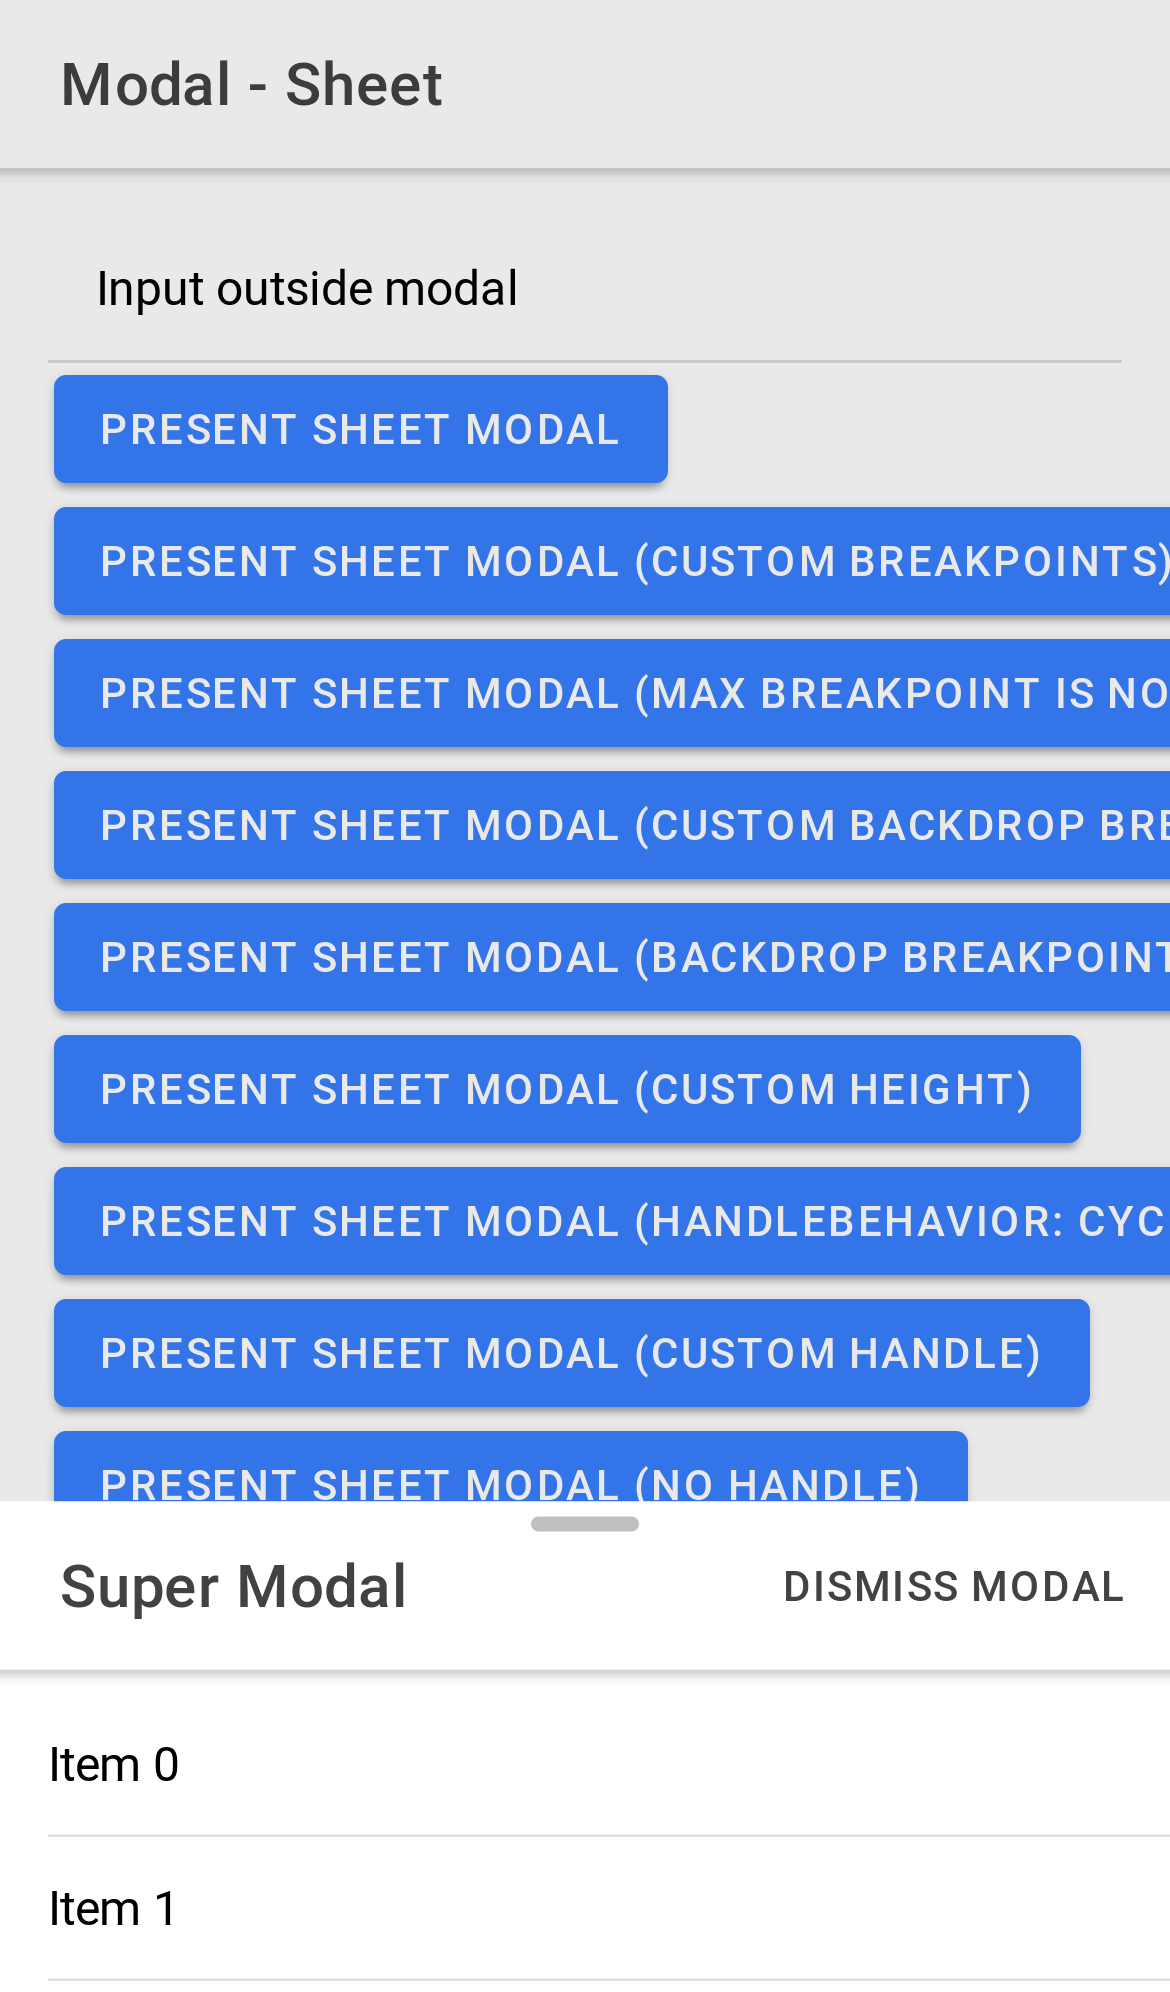 Modal - Sheet
Input outside modal
PRESENT SHEET MODAL
PRESENT SHEET MODAL (CUSTOM BREAKPOINTS)
PRESENT SHEET MODAL (MAX BREAKPOINT IS NO
PRESENT SHEET MODAL (CUSTOM BACKDROP BRE
PRESENT SHEET MODAL (BACKDROP BREAKPOINT
PRESENT SHEET MODAL (CUSTOM HEIGHT)
PRESENT SHEET MODAL (HANDLEBEHAVIOR: CYC
PRESENT SHEET MODAL (CUSTOM HANDLE)
PRESENT SHEET MODAL (NO HANDLE)
Super Modal DISMISS MODAL
Item 0
Item 1